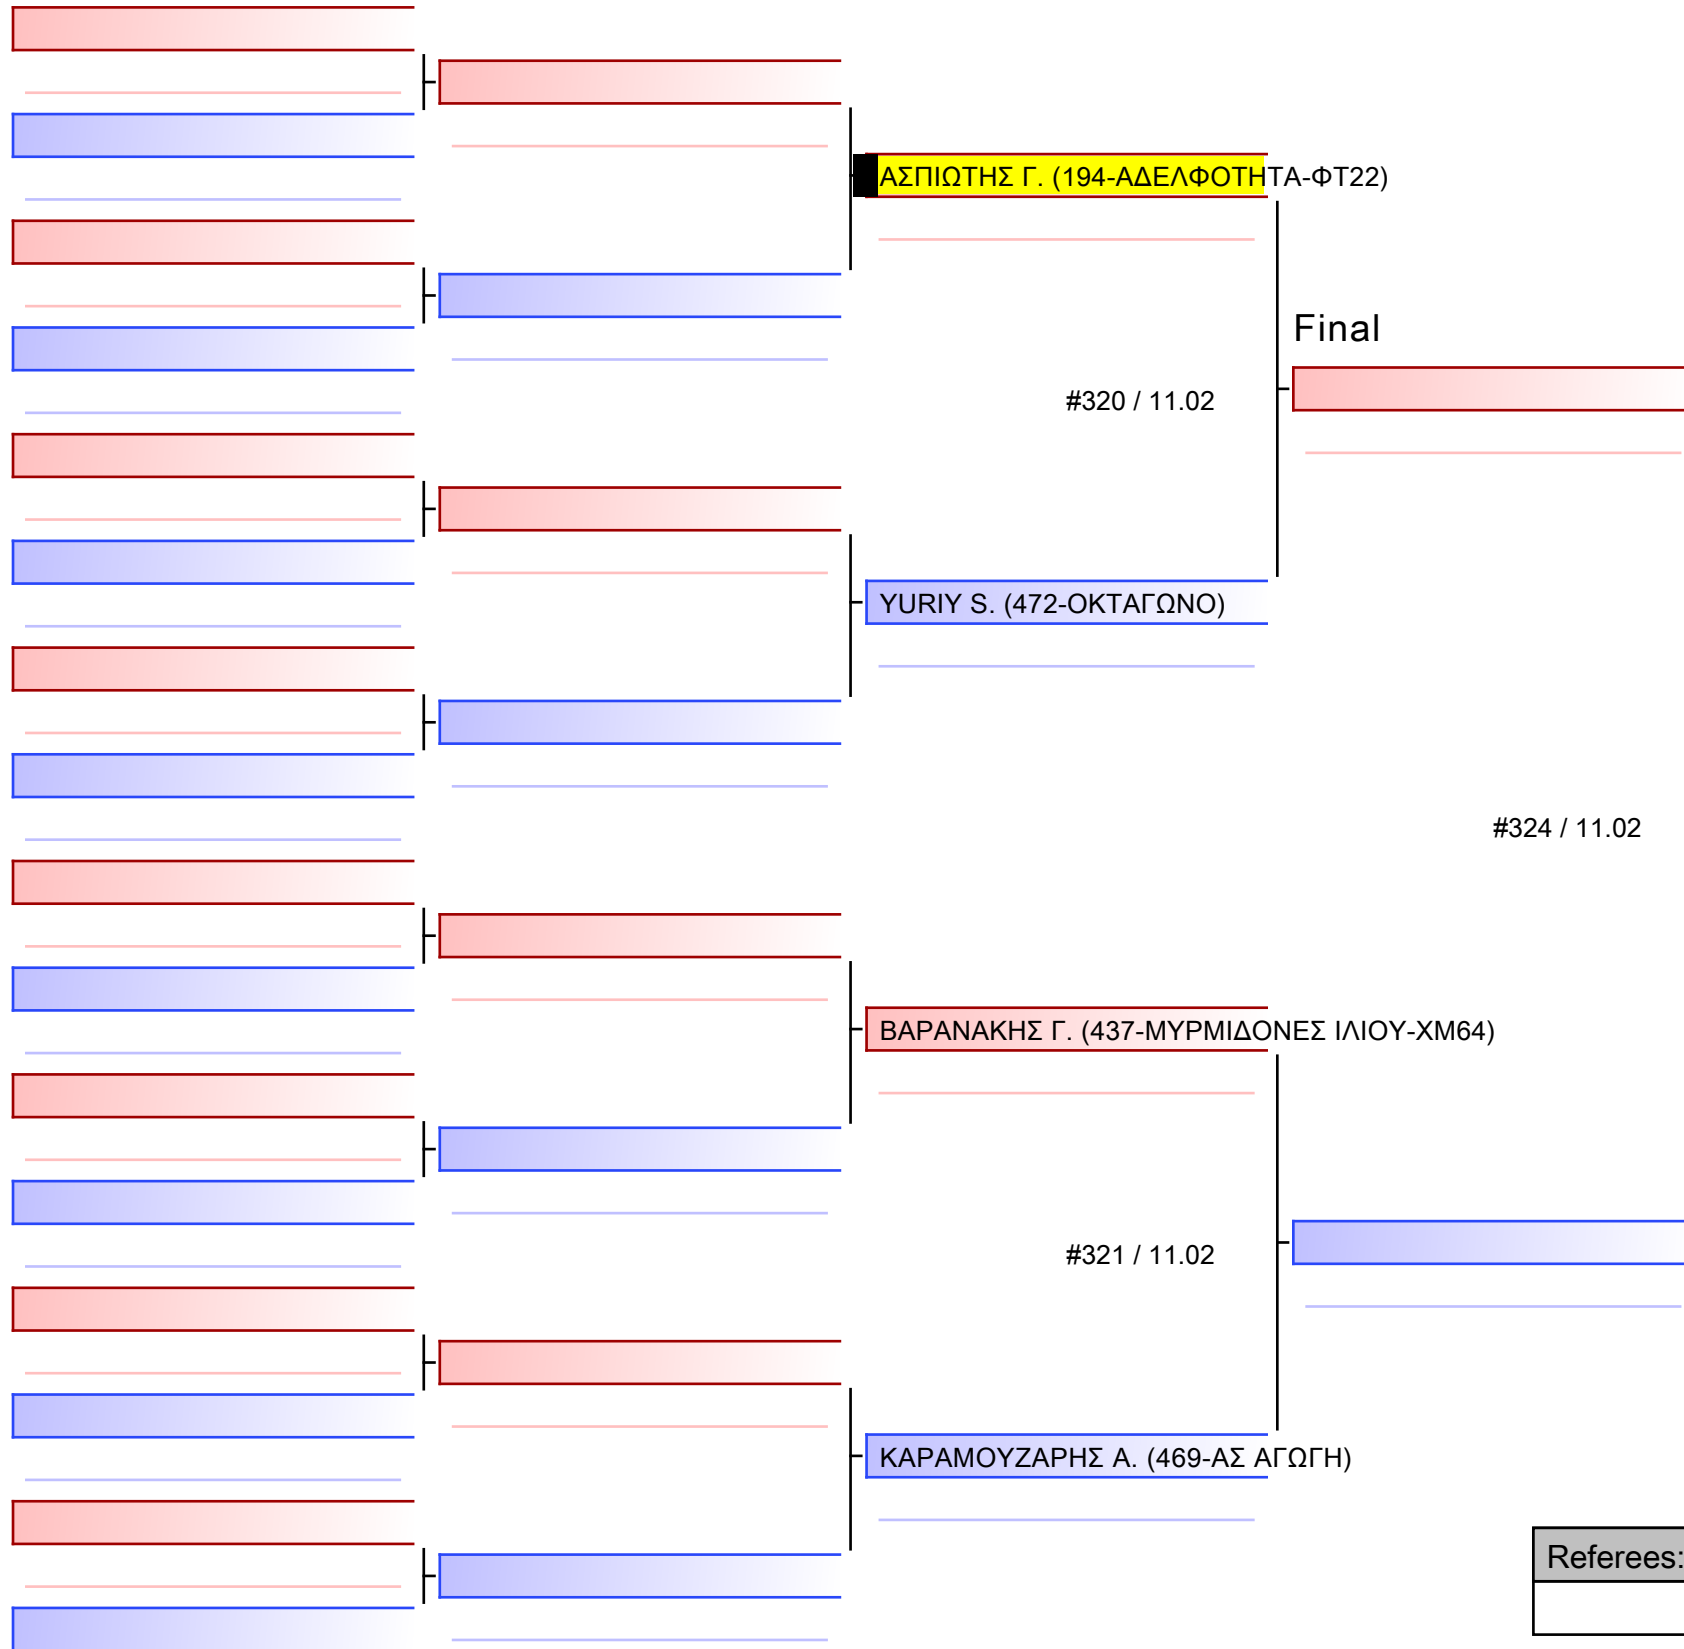 ΑΣΠΙΩΤΗΣ Γ. (194-ΑΔΕΛΦΟΤΗΤΑ-ΦΤ22)
Final
#320 / 11.02
YURIY S. (472-ΟΚΤΑΓΩΝΟ)
#324 / 11.02
ΒΑΡΑΝΑΚΗΣ Γ. (437-ΜΥΡΜΙΔΟΝΕΣ ΙΛΙΟΥ-ΧΜ64)
#321 / 11.02
ΚΑΡΑΜΟΥΖΑΡΗΣ Α. (469-ΑΣ ΑΓΩΓΗ)
Referees: